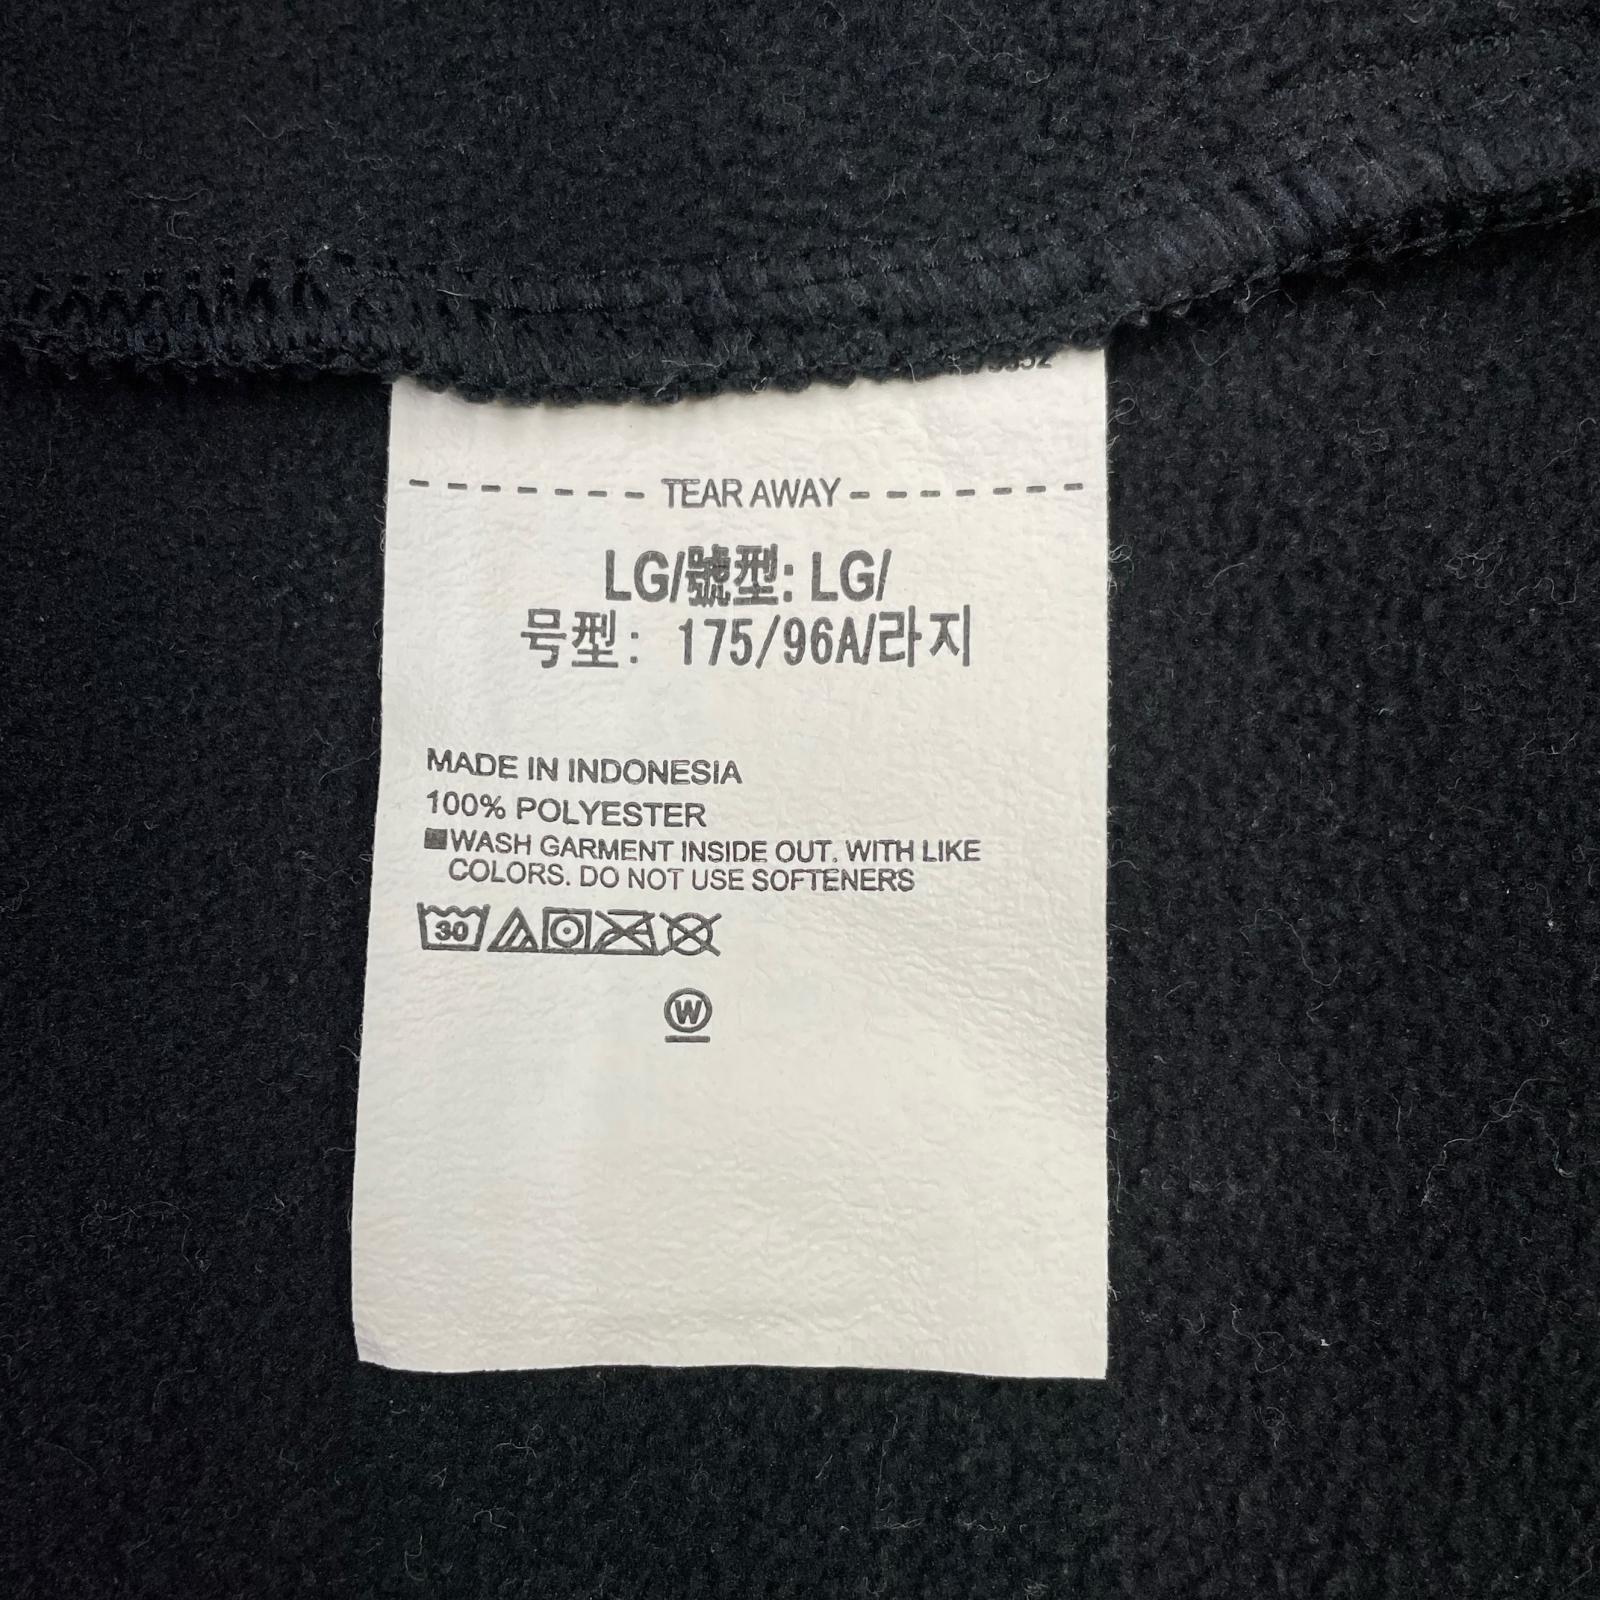 TEAR AWAY
LG/號型: LG/
号型: 175/96A/라지
MADE IN INDONESIA
100% POLYESTER
■WASH GARMENT INSIDE OUT. WITH LIKE
COLORS. DO NOT USE SOFTENERS
30
W